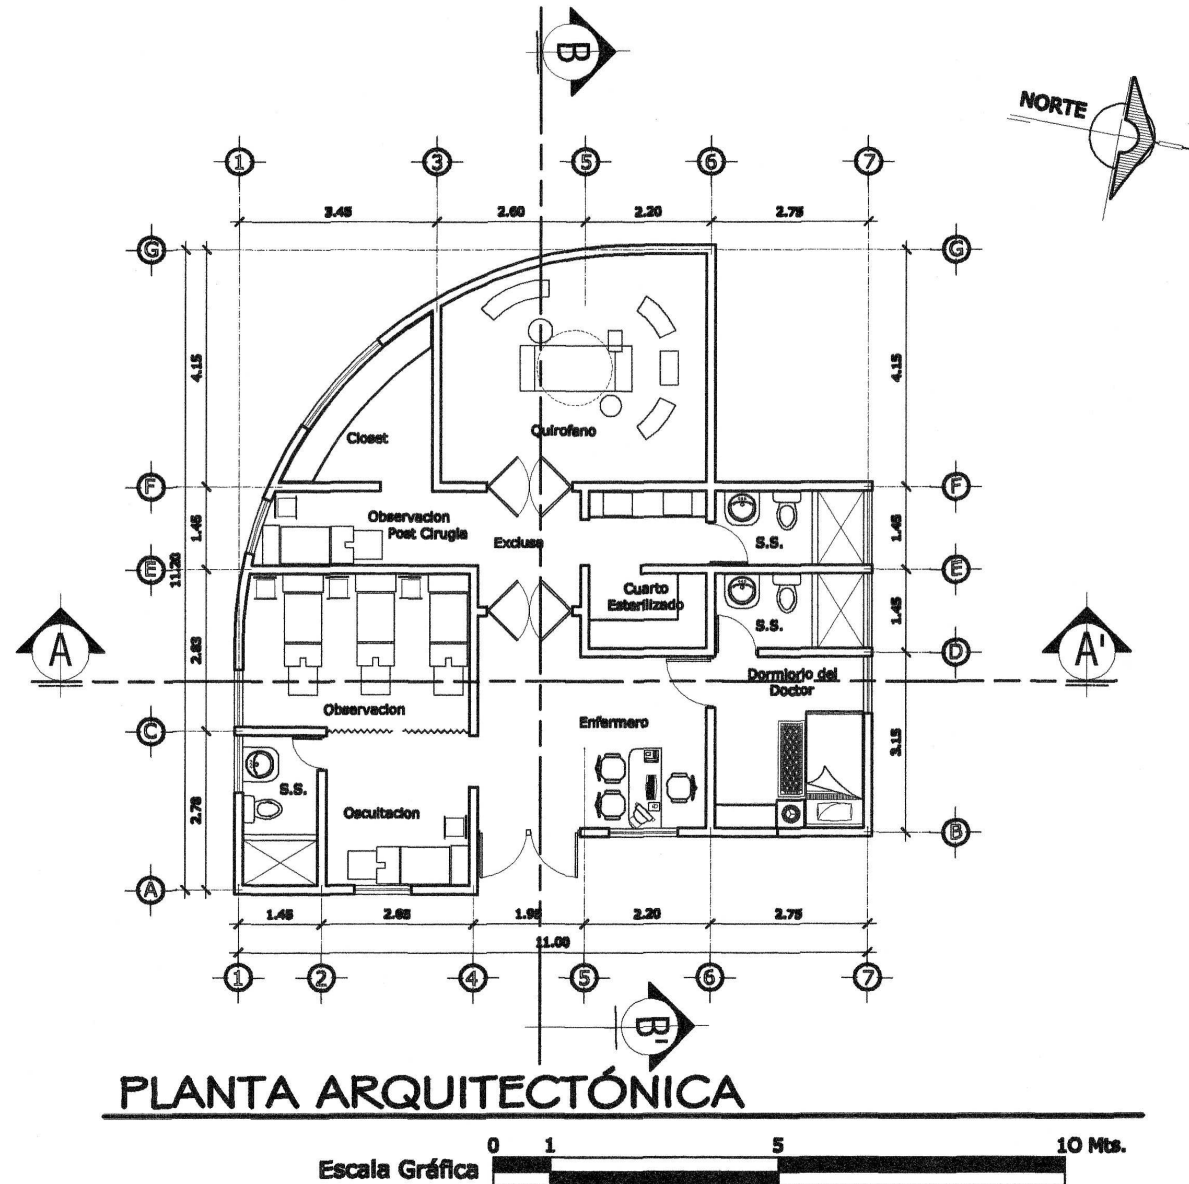 B
NORTE
1 3 5 6 7
3.45 2.60 2.20 2.75
G G
4.15 4.15
Closet
Quirofano
F F
Observacion
Post Cirugia
Exclusa
S.S.
1.45 1.45
E E
11.20
Cuarto
Esterilizado
S.S.
1.45
2.83
A A'
D
Dormiorio del
Doctor
Observacion
Enfermero
C
3.15
S.S.
2.78
Oscultacion
B
A
1.45 2.65 1.95 2.20 2.75
11.00
1 2 4 5 6 7
B'
PLANTA ARQUITECTÓNICA
0 1 5 10 Mts.
Escala Gráfica